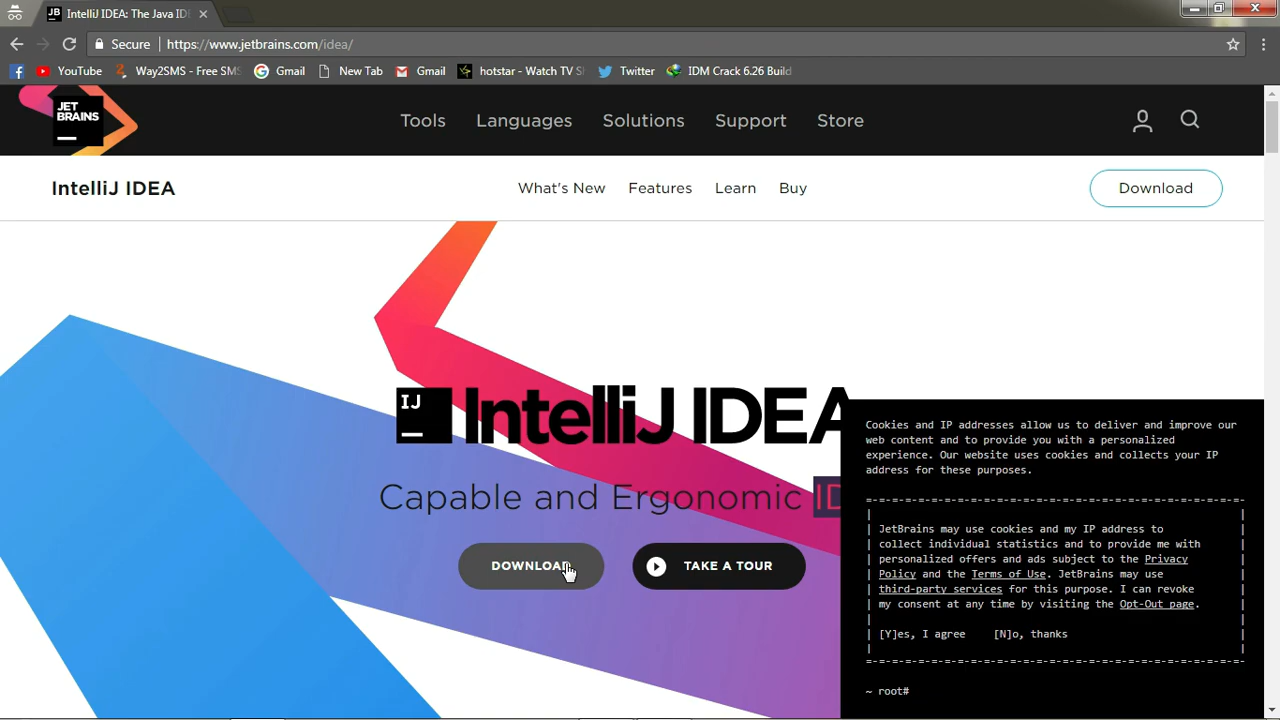 JB IntelliJ IDEA: The Java IDE
Secure https://www.jetbrains.com/idea/
YouTube Way2SMS - Free SMS Gmail New Tab Gmail hotstar - Watch TV Sh Twitter IDM Crack 6.26 Build
JET
BRAINS
Tools Languages Solutions Support Store
IntelliJ IDEA What's New Features Learn Buy Download
IJ IntelliJ IDEA
Capable and Ergonomic ID
DOWNLOAD TAKE A TOUR
Cookies and IP addresses allow us to deliver and improve our
web content and to provide you with a personalized
experience. Our website uses cookies and collects your IP
address for these purposes.
JetBrains may use cookies and my IP address to
collect individual statistics and to provide me with
personalized offers and ads subject to the Privacy
Policy and the Terms of Use. JetBrains may use
third-party services for this purpose. I can revoke
my consent at any time by visiting the Opt-Out page.
[Y]es, I agree [N]o, thanks
~ root#